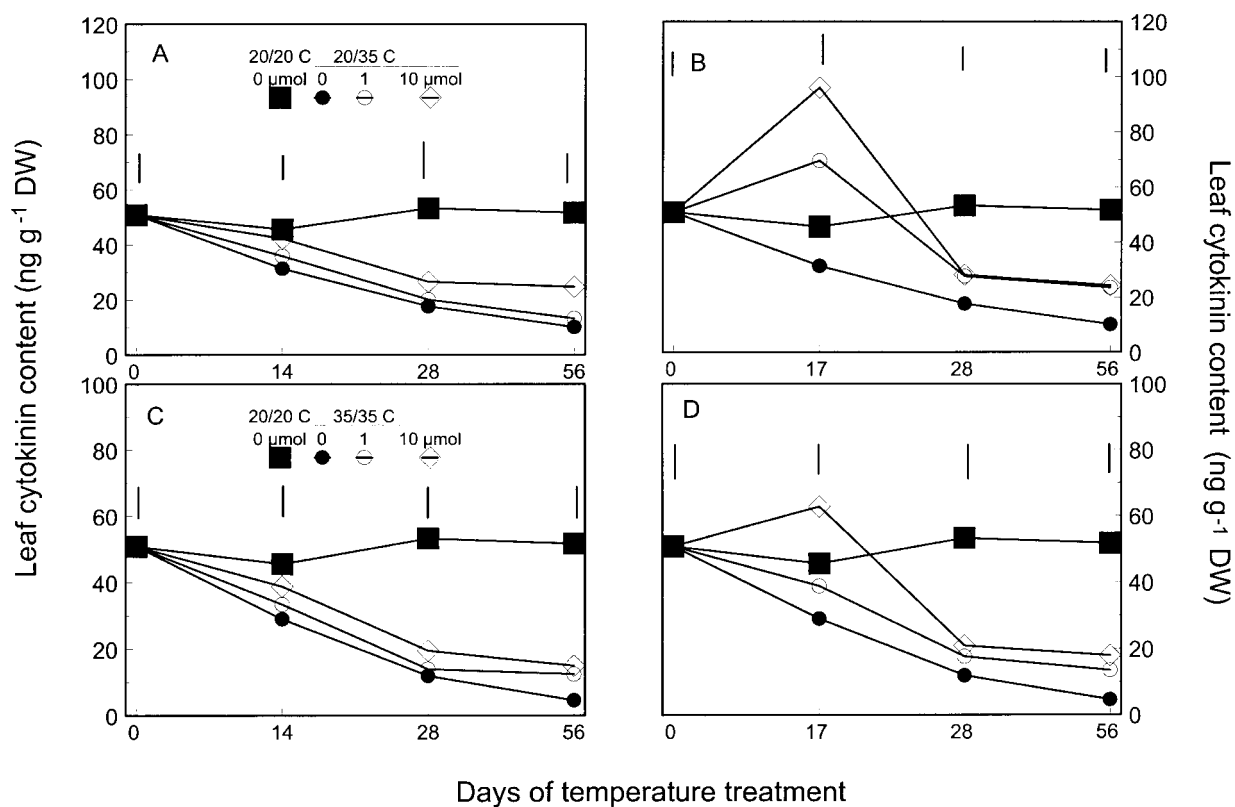 A
20/20 C 20/35 C
0 μmol 0 1 10 μmol
120
100
80
60
40
20
0
0 14 28 56
Leaf cytokinin content (ng g-1 DW)
B
120
100
80
60
40
20
0
0 17 28 56
Leaf cytokinin content (ng g-1 DW)
C
20/20 C 35/35 C
0 μmol 0 1 10 μmol
100
80
60
40
20
0
0 14 28 56
D
100
80
60
40
20
0
0 17 28 56
Days of temperature treatment